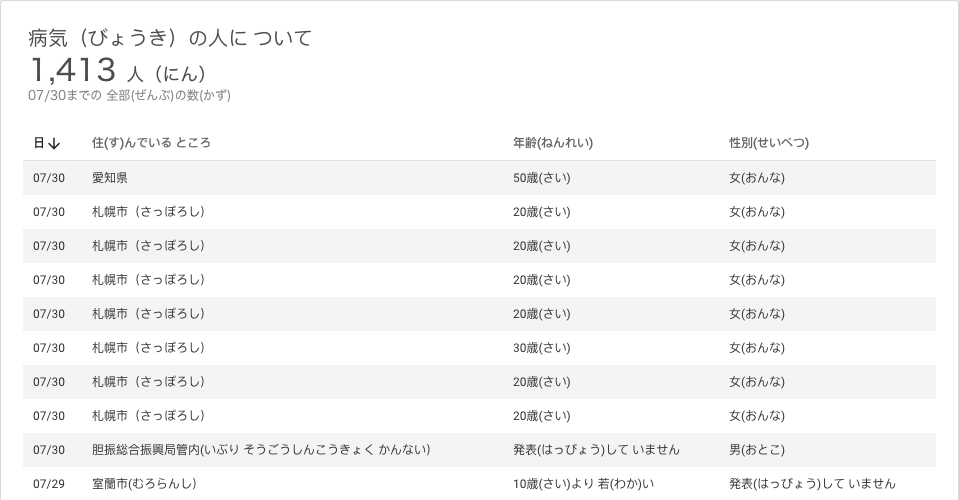 病気（びょうき）の人に ついて
1,413 人（にん）
07/30までの 全部(ぜんぶ)の数(かず)
日↓ 住(す)んでいる ところ 年齢(ねんれい) 性別(せいべつ)
07/30 愛知県 50歳(さい) 女(おんな)
07/30 札幌市（さっぽろし） 20歳(さい) 女(おんな)
07/30 札幌市（さっぽろし） 20歳(さい) 女(おんな)
07/30 札幌市（さっぽろし） 20歳(さい) 女(おんな)
07/30 札幌市（さっぽろし） 20歳(さい) 女(おんな)
07/30 札幌市（さっぽろし） 30歳(さい) 女(おんな)
07/30 札幌市（さっぽろし） 20歳(さい) 女(おんな)
07/30 札幌市（さっぽろし） 20歳(さい) 女(おんな)
07/30 胆振総合振興局管内(いぶり そうごうしんこうきょく かんない） 発表(はっぴょう)して いません 男(おとこ)
07/29 室蘭市(むろらんし） 10歳(さい)より 若(わか)い 発表(はっぴょう)して いません